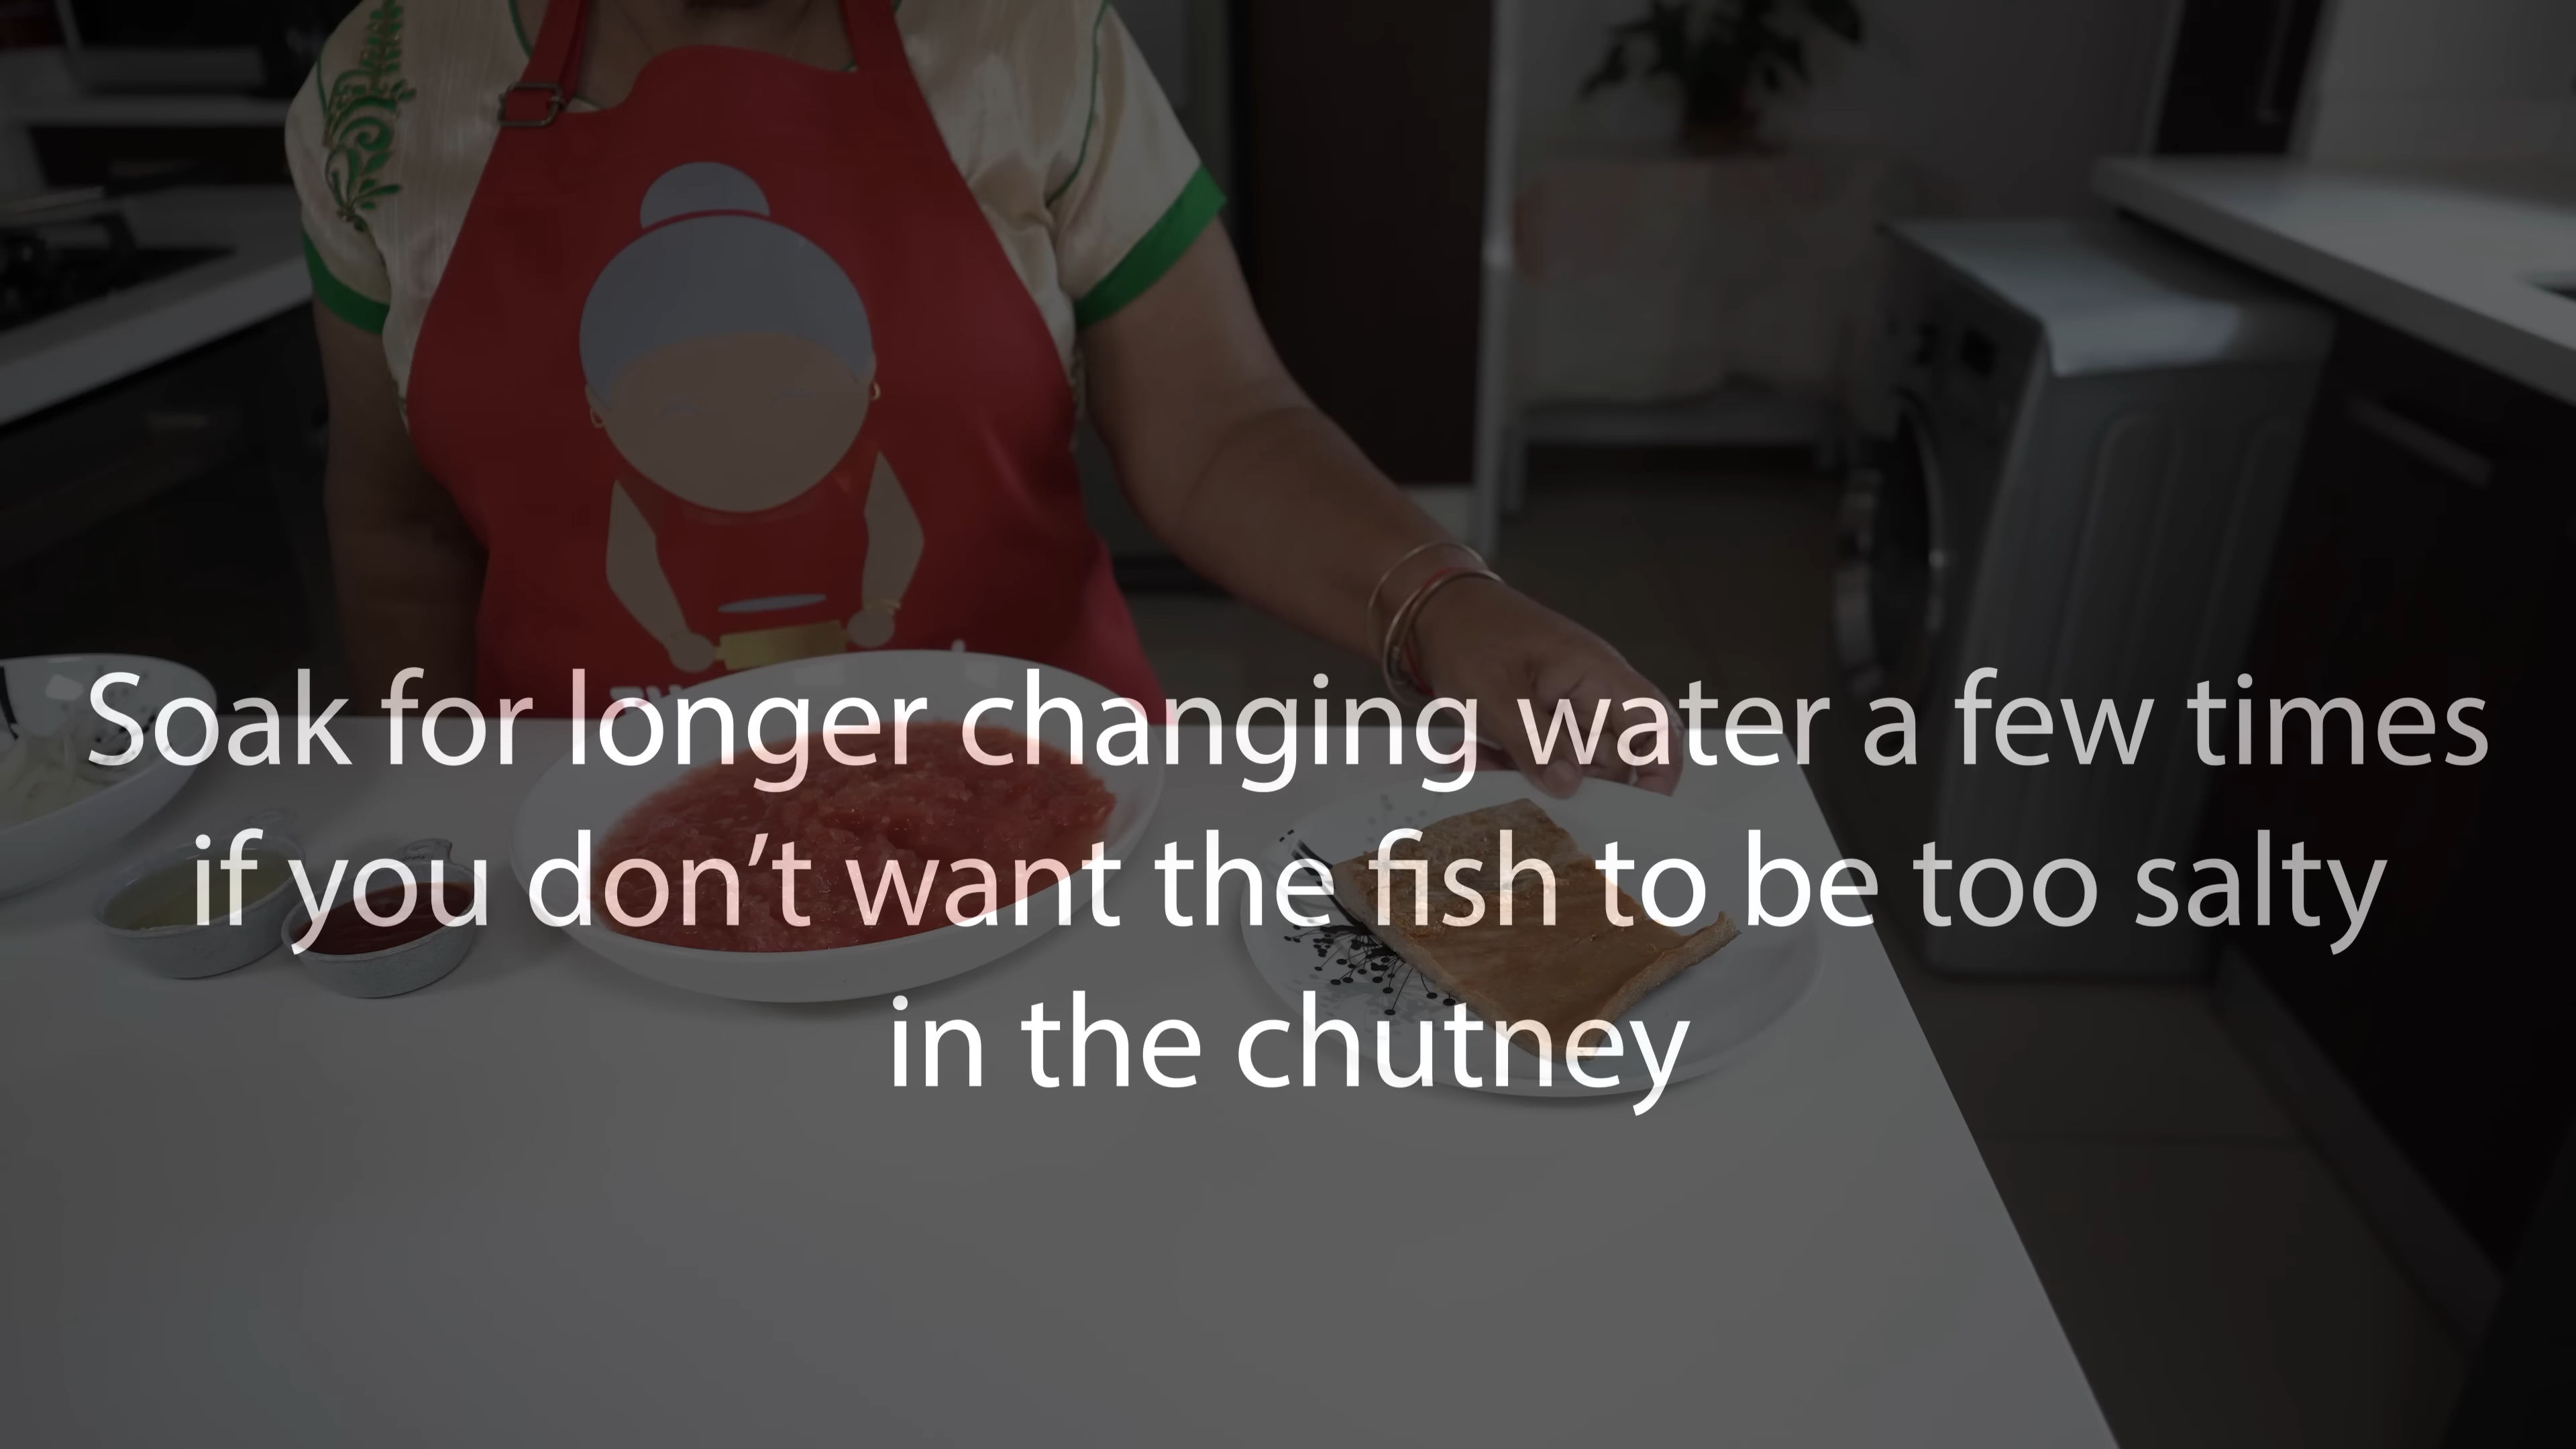 Soak for longer changing water a few times
if you don’t want the fish to be too salty
in the chutney